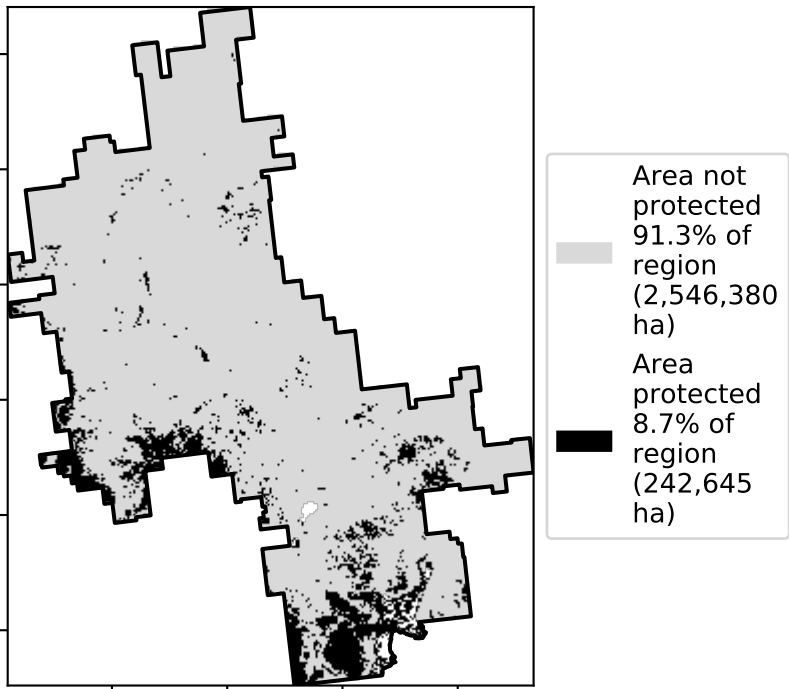 Area not
protected
91.3% of
region
(2,546,380
ha)
Area
protected
8.7% of
region
(242,645
ha)